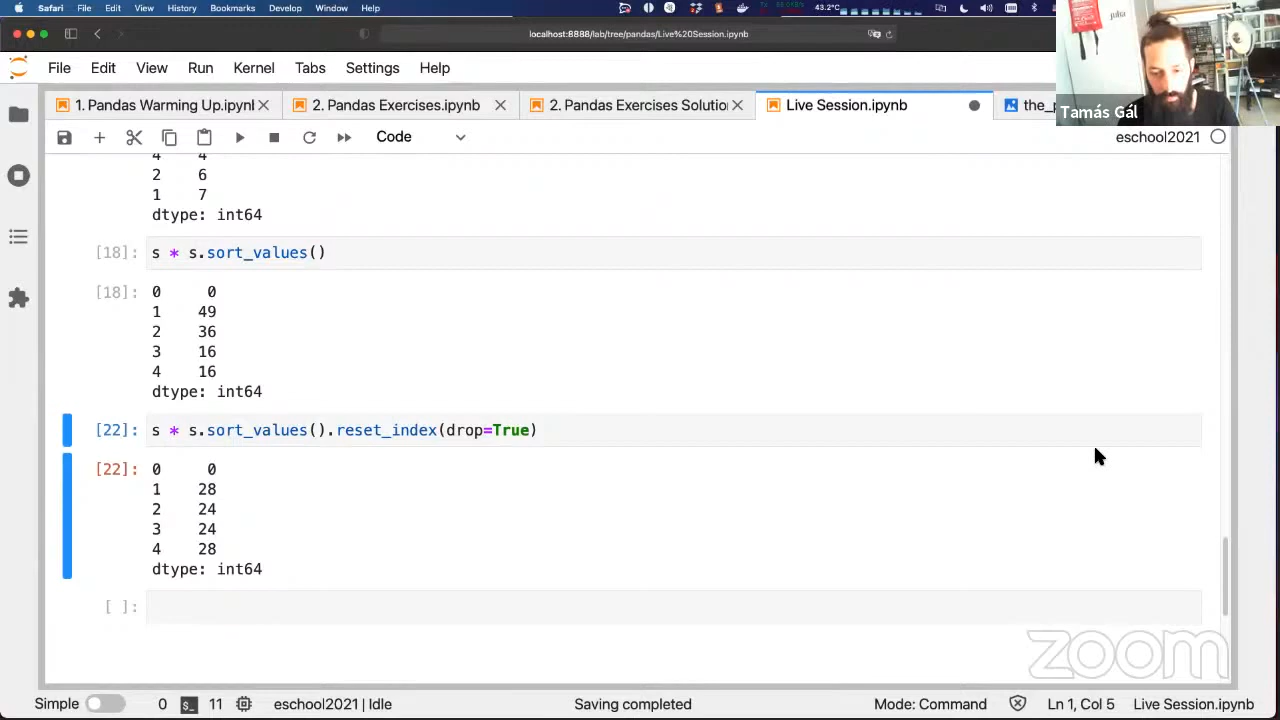 Safari File Edit View History Bookmarks Develop Window Help 43.2°C
localhost:8888/lab/tree/pandas/Live%20Session.ipynb
File Edit View Run Kernel Tabs Settings Help
1. Pandas Warming Up.ipynl 2. Pandas Exercises.ipynb 2. Pandas Exercises Solutio Live Session.ipynb the_p
Tamás Gál
Code eschool2021
4 4
2 6
1 7
dtype: int64
[18]: s * s.sort_values()
[18]: 0 0
1 49
2 36
3 16
4 16
dtype: int64
[22]: s * s.sort_values().reset_index(drop=True)
[22]: 0 0
1 28
2 24
3 24
4 28
dtype: int64
[ ]:
zoom
Simple 0 $_ 11 eschool2021 | Idle Saving completed Mode: Command Ln 1, Col 5 Live Session.ipynb